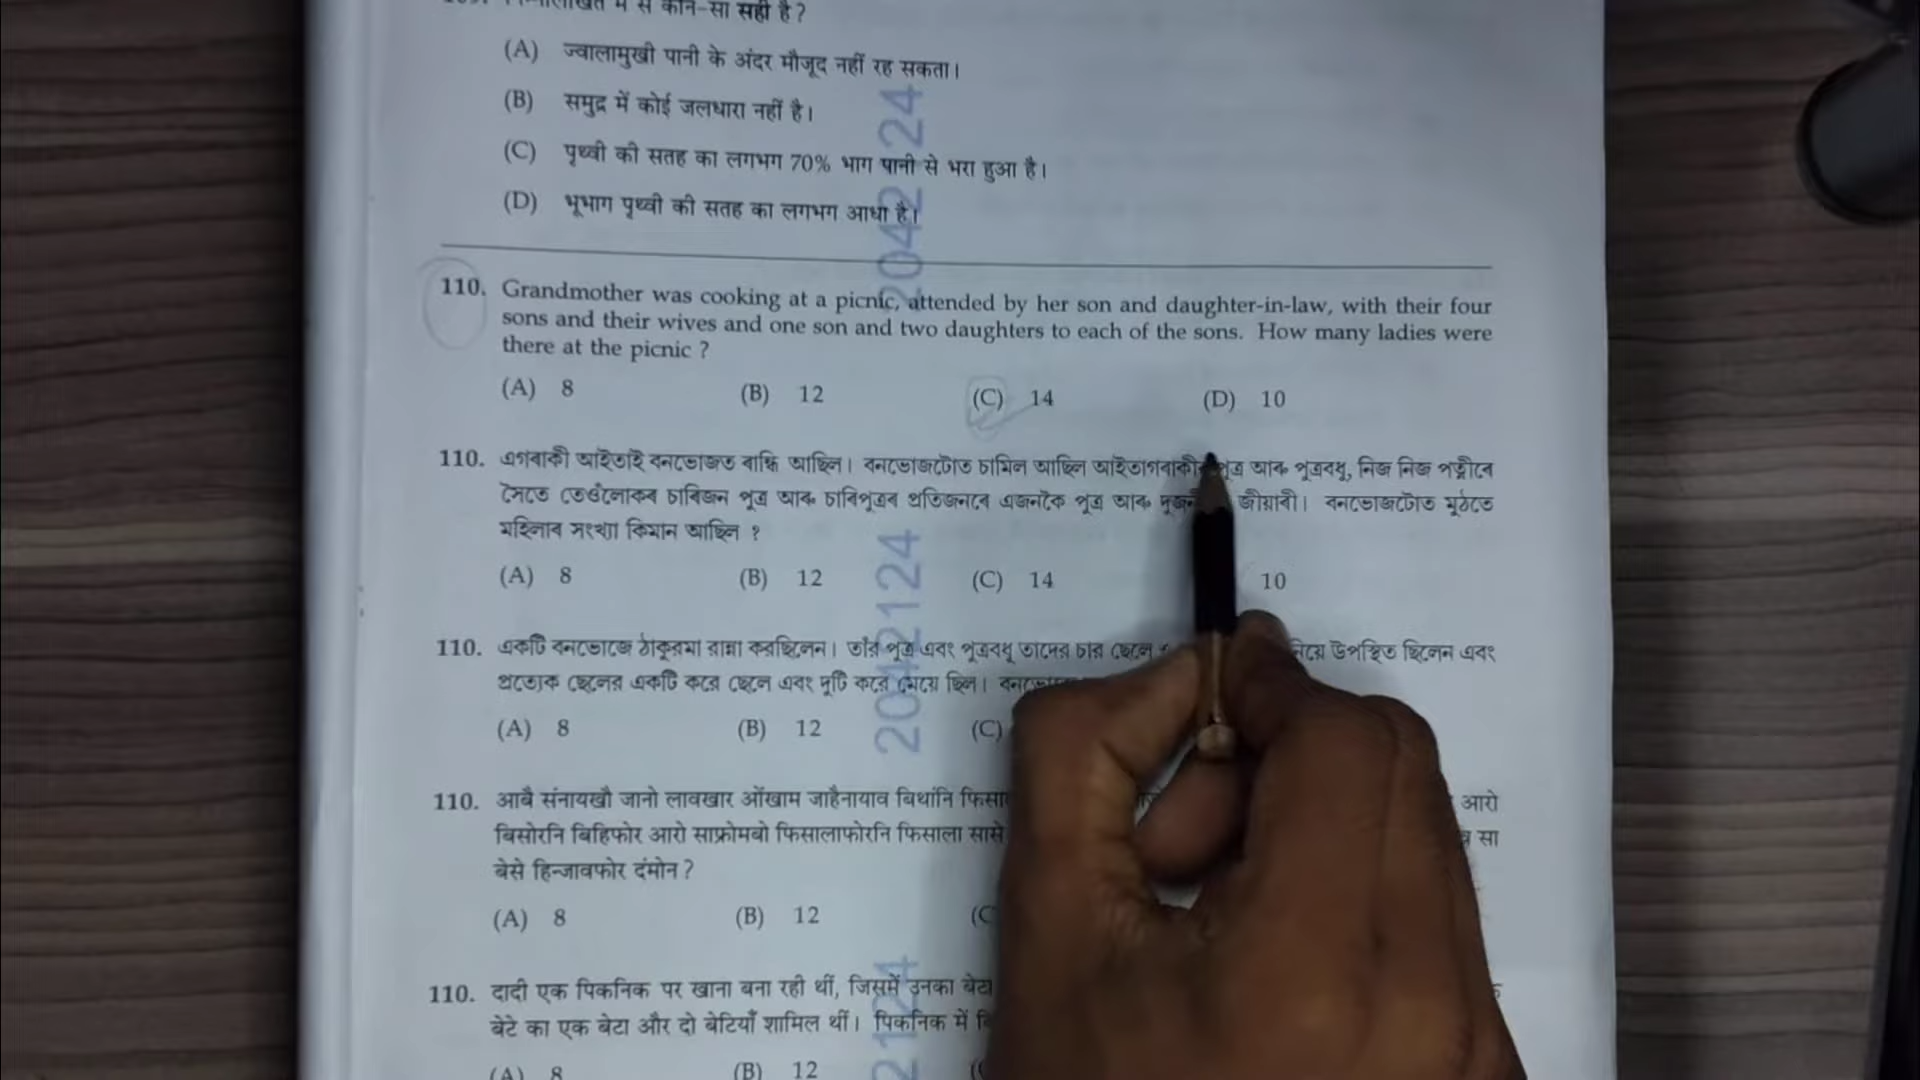 से कौन-सा सही है ?
(A) ज्वालामुखी पानी के अंदर मौजूद नहीं रह सकता।
(B) समुद्र में कोई जलधारा नहीं है।
(C) पृथ्वी की सतह का लगभग 70% भाग पानी से भरा हुआ है।
(D) भूभाग पृथ्वी की सतह का लगभग आधा है।
110. Grandmother was cooking at a picnic, attended by her son and daughter-in-law, with their four
sons and their wives and one son and two daughters to each of the sons. How many ladies were
there at the picnic ?
(A) 8 (B) 12 (C) 14 (D) 10
110. এগৰাকী আইতাই বনভোজত ৰান্ধি আছিল। বনভোজটোত চামিল আছিল আইতাগৰাকীৰ পুত্ৰ আৰু পুত্ৰবধূ, নিজ নিজ পত্নীৰে
সৈতে তেওঁলোকৰ চাৰিজন পুত্ৰ আৰু চাৰিপুত্ৰৰ প্ৰতিজনৰে এজনকৈ পুত্ৰ আৰু জীয়াৰী। বনভোজটোত মুঠতে
মহিলাৰ সংখ্যা কিমান আছিল ?
(A) 8 (B) 12 (C) 14 10
110. একটি বনভোজে ঠাকুরমা রান্না করছিলেন। তাঁর পুত্র এবং পুত্রবধূ তাদের চার ছেলে নিয়ে উপস্থিত ছিলেন এবং
প্রত্যেক ছেলের একটি করে ছেলে এবং দুটি করে মেয়ে ছিল।
(A) 8 (B) 12 (C)
110. आबै संनायखौ जानो लावखार ओंखाम जाहैनायाव बिथांनि आरो
बिसोरनि बिहिफोर आरो साफ्रोमबो फिसालाफोरनि फिसाला सासे सा
बेसे हिन्जावफोर दंमोन ?
(A) 8 (B) 12
110. दादी एक पिकनिक पर खाना बना रही थीं, जिसमें उनका बेटा
बेटे का एक बेटा और दो बेटियाँ शामिल थीं। पिकनिक में
(A) 8 (B) 12